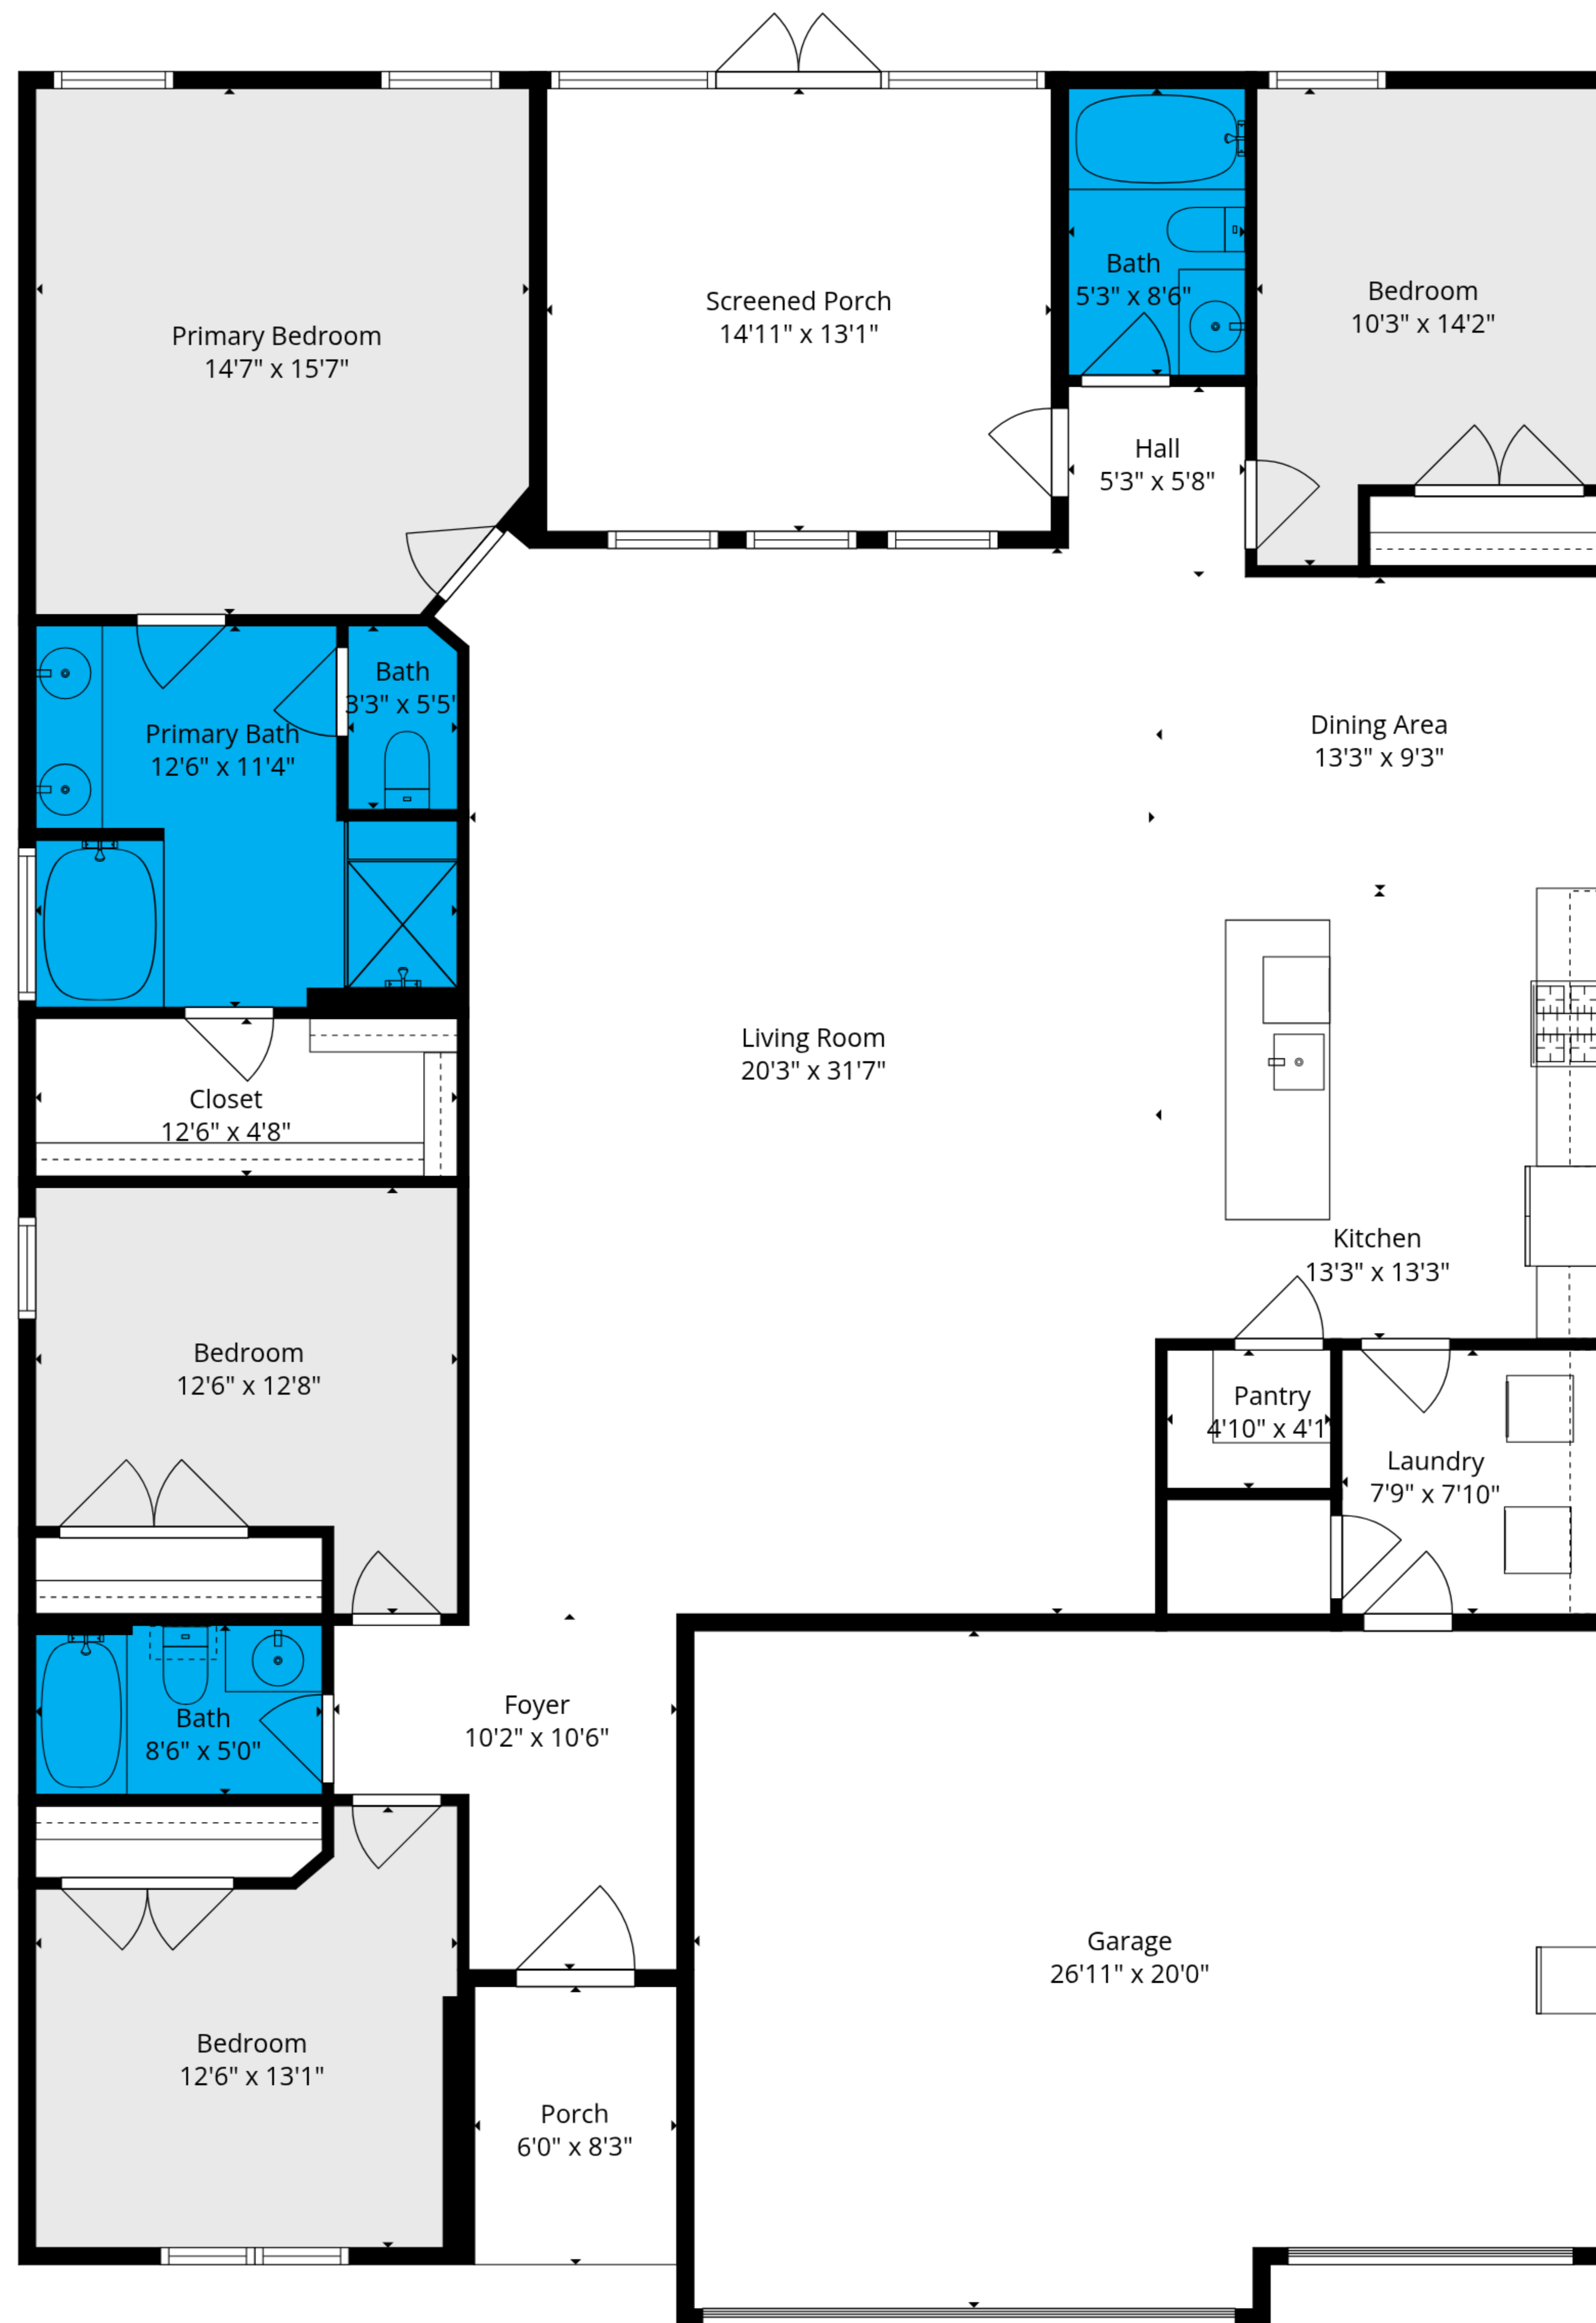 Primary Bedroom
14'7" x 15'7"
Screened Porch
14'11" x 13'1"
Bath
5'3" x 8'6"
Bedroom
10'3" x 14'2"
Hall
5'3" x 5'8"
Bath
3'3" x 5'5"
Primary Bath
12'6" x 11'4"
Dining Area
13'3" x 9'3"
Living Room
20'3" x 31'7"
Closet
12'6" x 4'8"
Kitchen
13'3" x 13'3"
Bedroom
12'6" x 12'8"
Pantry
4'10" x 4'1"
Laundry
7'9" x 7'10"
Foyer
10'2" x 10'6"
Bath
8'6" x 5'0"
Garage
26'11" x 20'0"
Bedroom
12'6" x 13'1"
Porch
6'0" x 8'3"